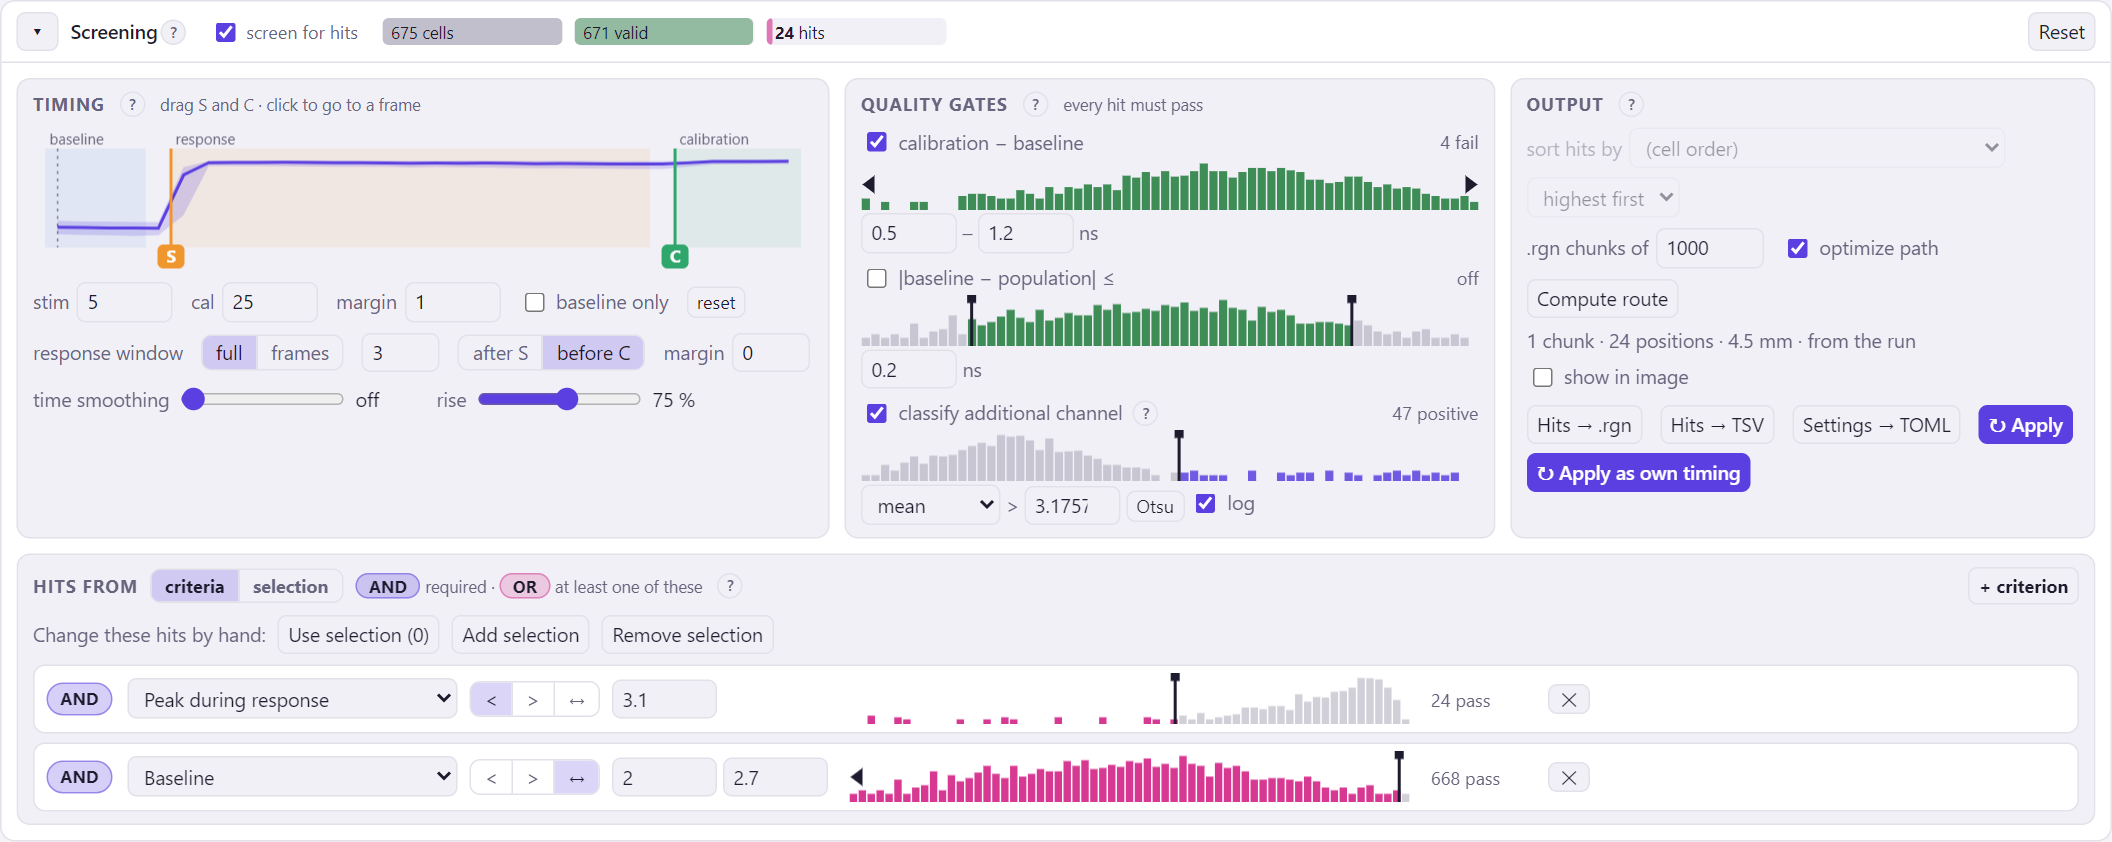 ▼ Screening ? screen for hits 675 cells 671 valid 24 hits Reset
TIMING ? drag S and C · click to go to a frame
baseline response calibration
S C
stim 5 cal 25 margin 1 baseline only reset
response window full frames 3 after S before C margin 0
time smoothing off rise 75 %
QUALITY GATES ? every hit must pass
calibration – baseline 4 fail
0.5 – 1.2 ns
|baseline – population| ≤ off
0.2 ns
classify additional channel ? 47 positive
mean > 3.1757 Otsu log
OUTPUT ?
sort hits by (cell order)
highest first
.rgn chunks of 1000 optimize path
Compute route
1 chunk · 24 positions · 4.5 mm · from the run
show in image
Hits → .rgn Hits → TSV Settings → TOML ↻ Apply
↻ Apply as own timing
HITS FROM criteria selection AND required · OR at least one of these ? + criterion
Change these hits by hand: Use selection (0) Add selection Remove selection
AND Peak during response < > ↔ 3.1 24 pass ×
AND Baseline < > ↔ 2 2.7 668 pass ×